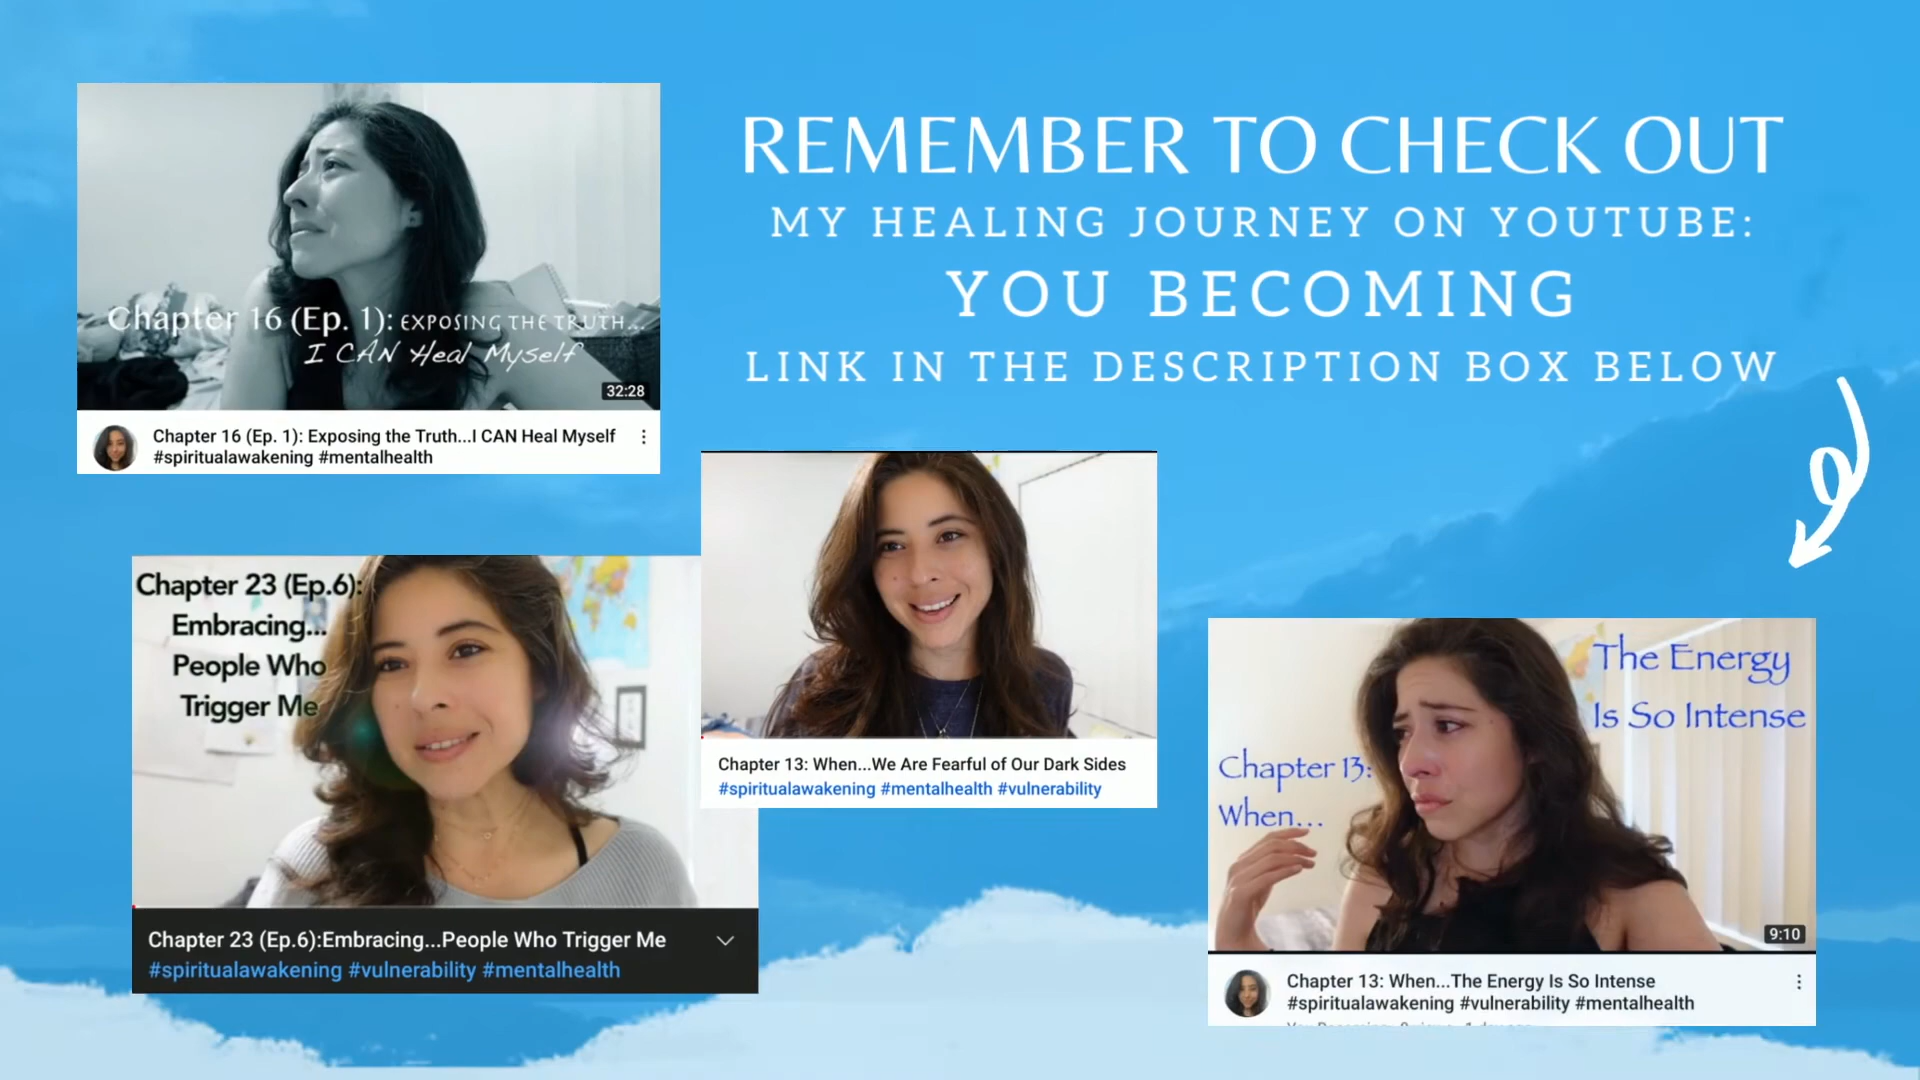 REMEMBER TO CHECK OUT
MY HEALING JOURNEY ON YOUTUBE:
YOU BECOMING
LINK IN THE DESCRIPTION BOX BELOW
Chapter 16 (Ep. 1): EXPOSING THE TRUTH...
I CAN Heal Myself
32:28
Chapter 16 (Ep. 1): Exposing the Truth...I CAN Heal Myself
#spiritualawakening #mentalhealth
Chapter 23 (Ep.6):
Embracing...
People Who
Trigger Me
Chapter 23 (Ep.6):Embracing...People Who Trigger Me
#spiritualawakening #vulnerability #mentalhealth
Chapter 13: When...We Are Fearful of Our Dark Sides
#spiritualawakening #mentalhealth #vulnerability
The Energy
Is So Intense
Chapter 13:
When...
9:10
Chapter 13: When...The Energy Is So Intense
#spiritualawakening #vulnerability #mentalhealth